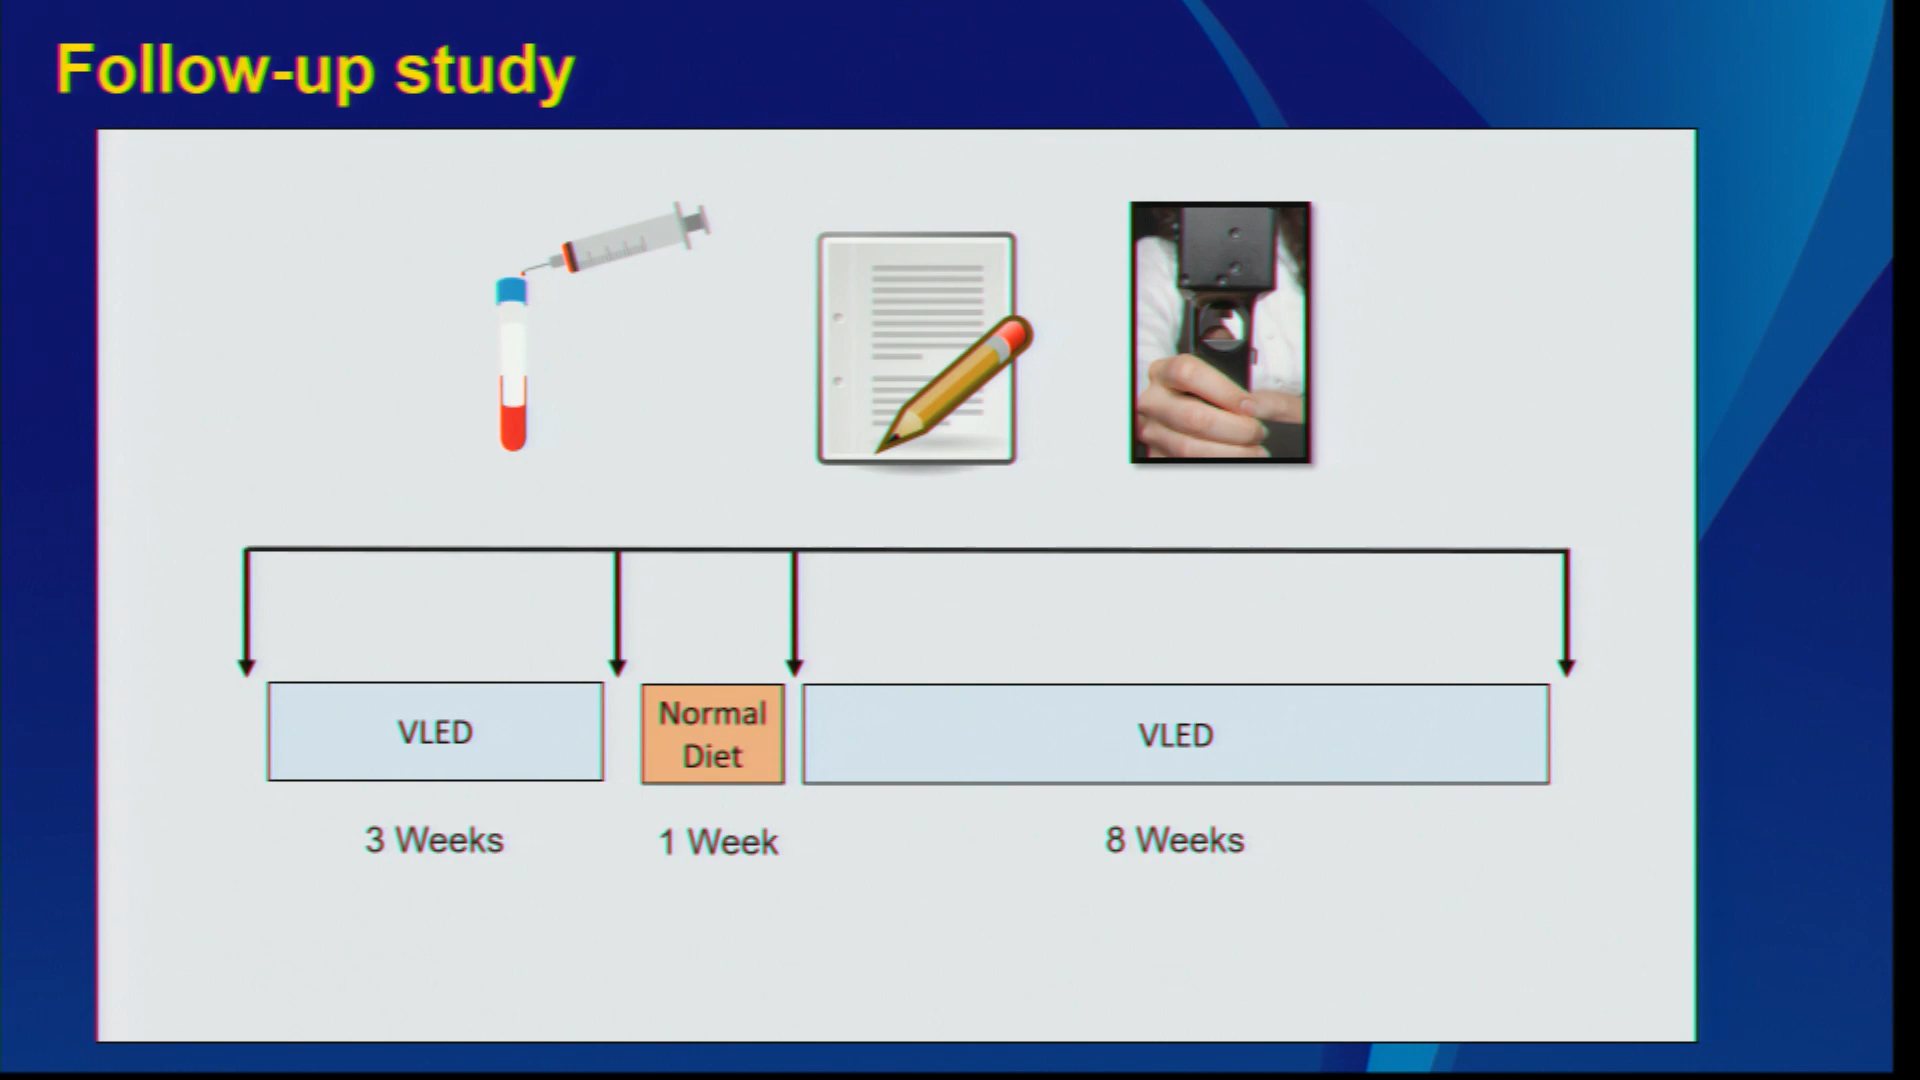 Follow-up study
VLED
Normal
Diet
VLED
3 Weeks
1 Week
8 Weeks